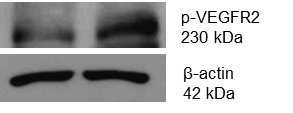 p-VEGFR2
230 kDa
β-actin
42 kDa